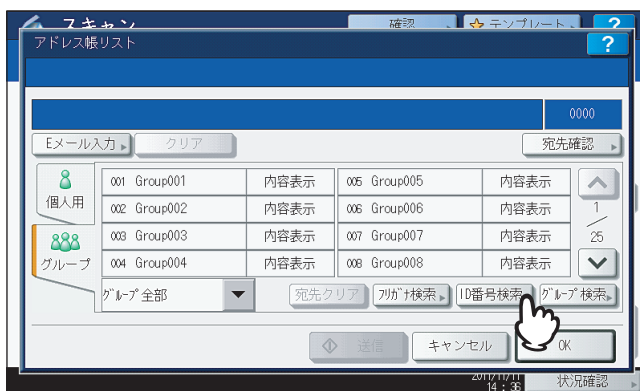 スキャン 確認 テンプレート ?
アドレス帳リスト ?
0000
Eメール入力 クリア 宛先確認
個人用
グループ
001 Group001 内容表示 005 Group005 内容表示
002 Group002 内容表示 006 Group006 内容表示
003 Group003 内容表示 007 Group007 内容表示
004 Group004 内容表示 008 Group008 内容表示
1
25
グループ全部 宛先クリア フリガナ検索 ID番号検索 グループ検索
送信 キャンセル OK
2011/11/11
14:36 状況確認